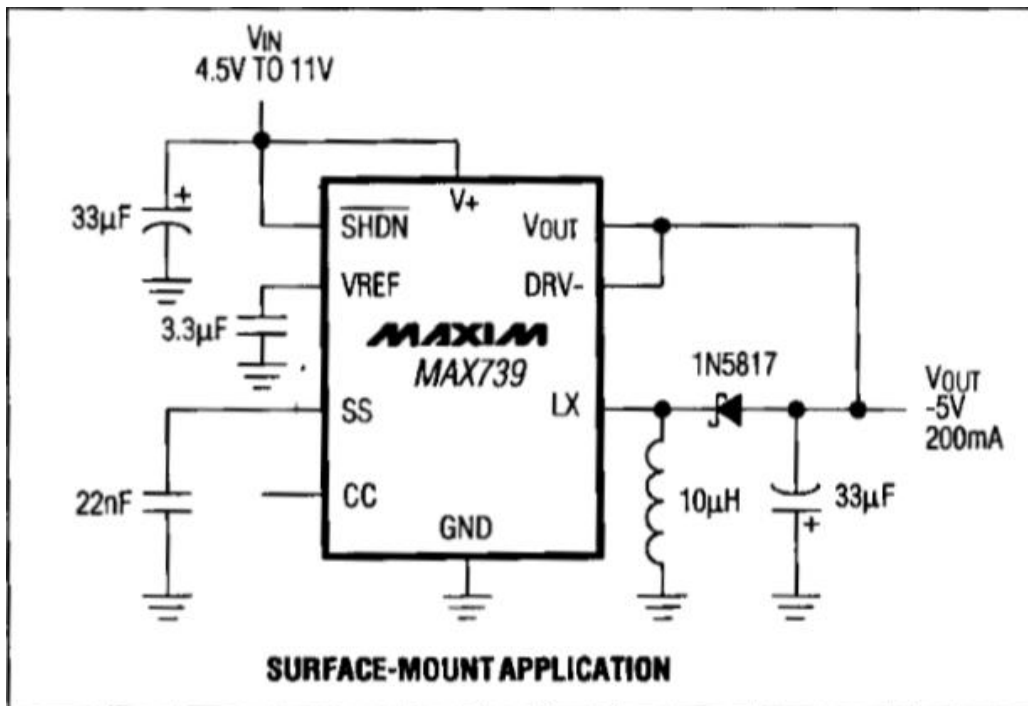 VIN
4.5V TO 11V
+
33µF
V+
SHDN
VOUT
VREF
DRV-
3.3µF
MAXIM
MAX739
1N5817
SS
LX
VOUT
-5V
200mA
22nF
CC
10µH
33µF
+
GND
SURFACE-MOUNT APPLICATION